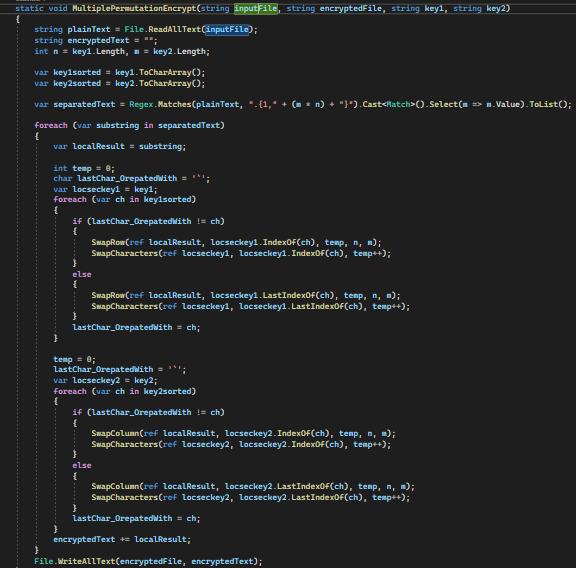 static void MultiplePermutationEncrypt(string inputFile, string encryptedFile, string key1, string key2)
{
    string plainText = File.ReadAllText(inputFile);
    string encryptedText = "";
    int n = key1.Length, m = key2.Length;

    var key1sorted = key1.ToCharArray();
    var key2sorted = key2.ToCharArray();

    var separatedText = Regex.Matches(plainText, ".{1," + (m * n) + "}").Cast<Match>().Select(m => m.Value).ToList();

    foreach (var substring in separatedText)
    {
        var localResult = substring;

        int temp = 0;
        char lastChar_OrepatedWith = '`';
        var locseckey1 = key1;
        foreach (var ch in key1sorted)
        {
            if (lastChar_OrepatedWith != ch)
            {
                SwapRow(ref localResult, locseckey1.IndexOf(ch), temp, n, m);
                SwapCharacters(ref locseckey1, locseckey1.IndexOf(ch), temp++);
            }
            else
            {
                SwapRow(ref localResult, locseckey1.LastIndexOf(ch), temp, n, m);
                SwapCharacters(ref locseckey1, locseckey1.LastIndexOf(ch), temp++);
            }
            lastChar_OrepatedWith = ch;
        }

        temp = 0;
        lastChar_OrepatedWith = '`';
        var locseckey2 = key2;
        foreach (var ch in key2sorted)
        {
            if (lastChar_OrepatedWith != ch)
            {
                SwapColumn(ref localResult, locseckey2.IndexOf(ch), temp, n, m);
                SwapCharacters(ref locseckey2, locseckey2.IndexOf(ch), temp++);
            }
            else
            {
                SwapColumn(ref localResult, locseckey2.LastIndexOf(ch), temp, n, m);
                SwapCharacters(ref locseckey2, locseckey2.LastIndexOf(ch), temp++);
            }
            lastChar_OrepatedWith = ch;
        }
        encryptedText += localResult;
    }
    File.WriteAllText(encryptedFile, encryptedText);